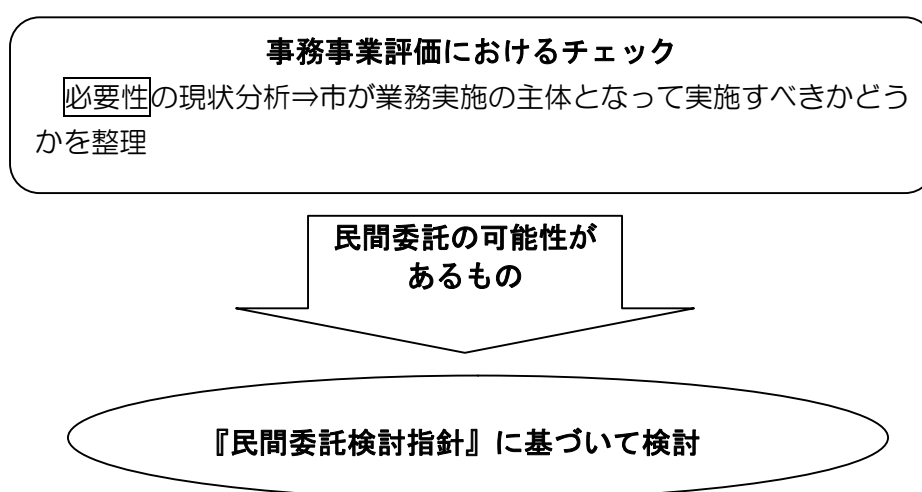 事務事業評価におけるチェック
必要性の現状分析⇒市が業務実施の主体となって実施すべきかどう
かを整理
民間委託の可能性が
あるもの
『民間委託検討指針』に基づいて検討